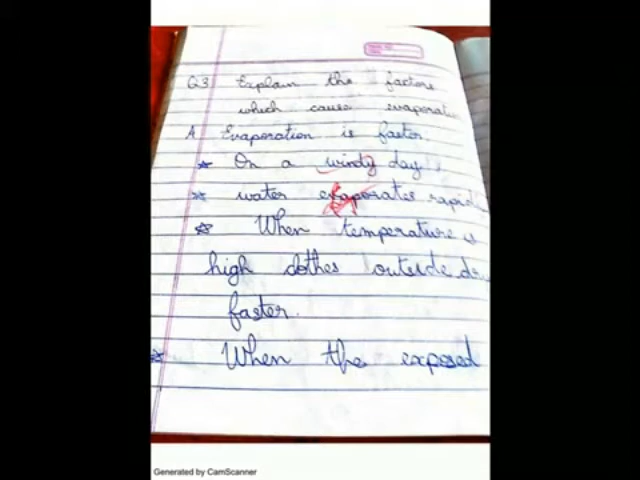 Q3 Explain the factors
which cause evaporati
A. Evaporation is faster.
☆ On a windy day
☆ water evaporates rapid
☆ When temperature is
high clothes outside
faster.
☆ When the exposed
Generated by CamScanner